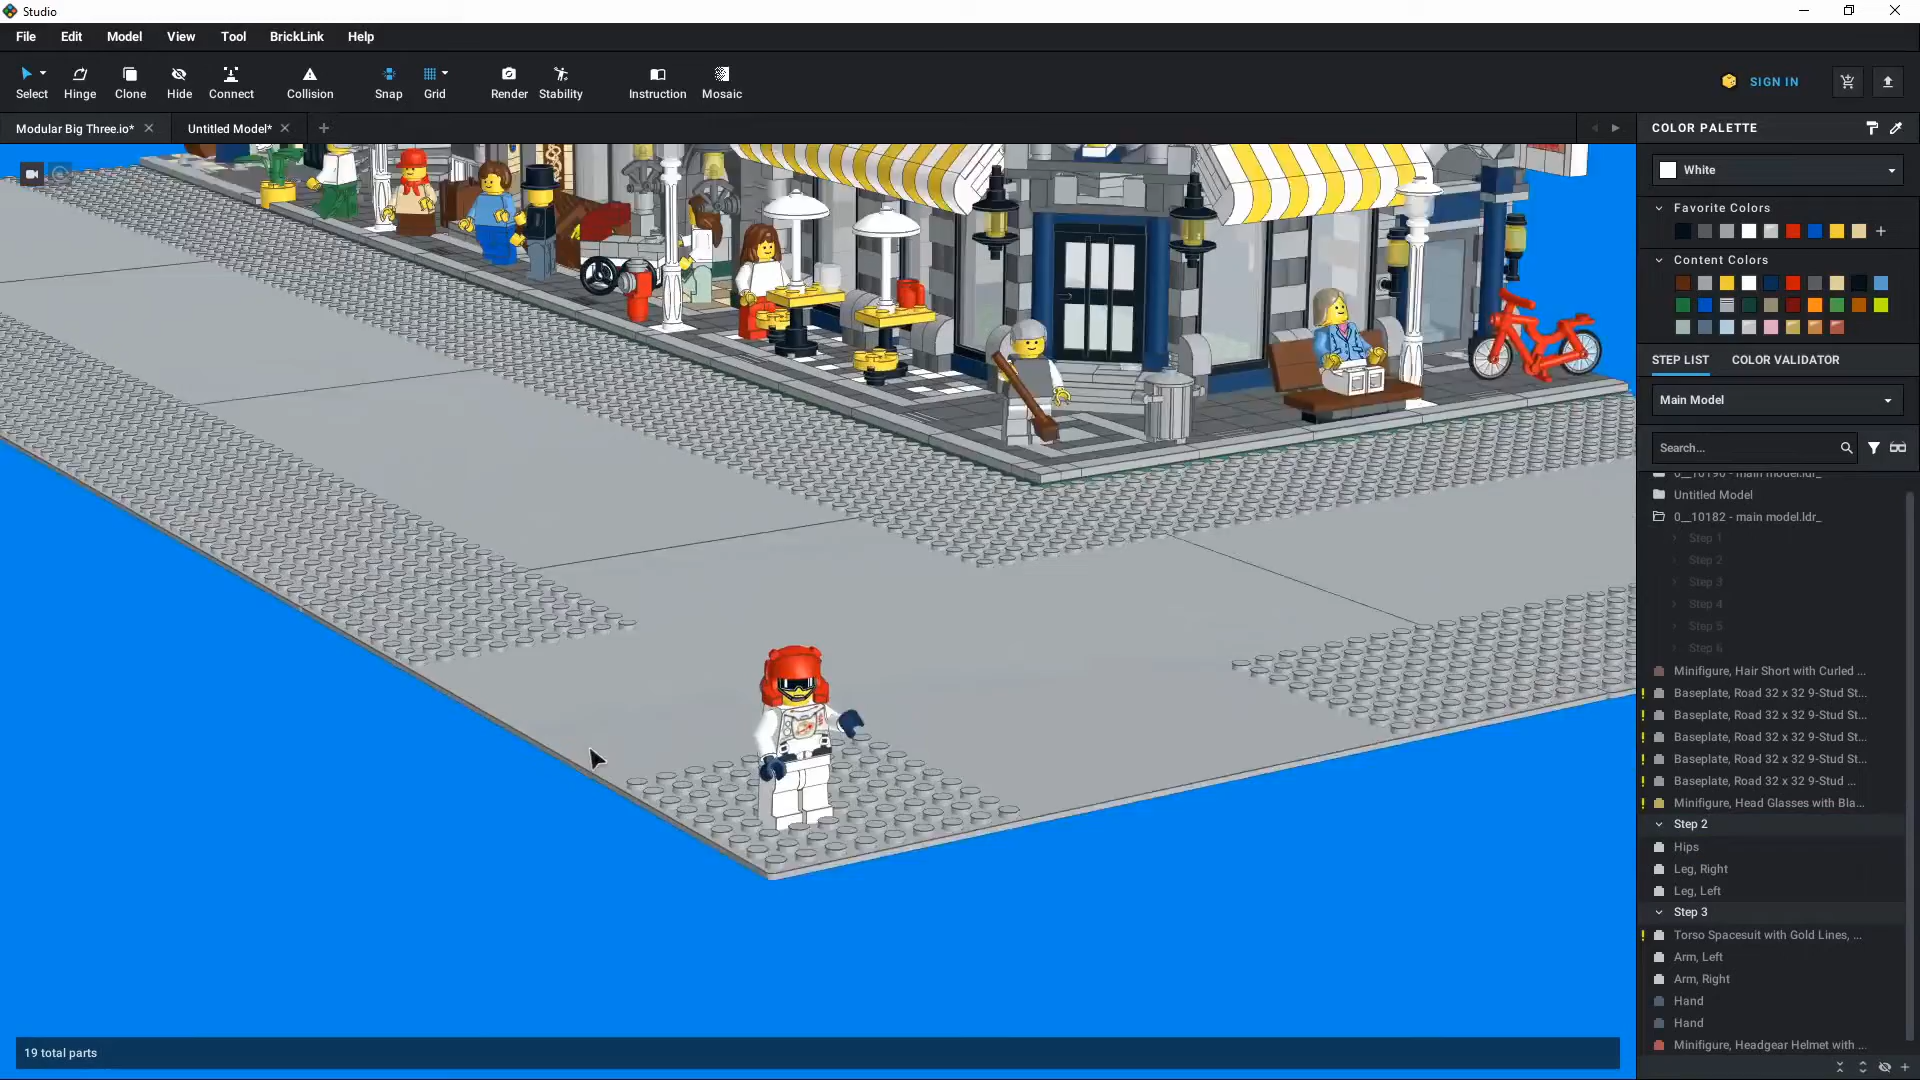 Studio
File Edit Model View Tool BrickLink Help
Select Hinge Clone Hide Connect Collision Snap Grid Render Stability Instruction Mosaic
SIGN IN
Modular Big Three.io* Untitled Model*
COLOR PALETTE
White
Favorite Colors
Content Colors
STEP LIST COLOR VALIDATOR
Main Model
Search...
0__10190 - main model.ldr_
Untitled Model
0__10182 - main model.ldr_
Step 1
Step 2
Step 3
Step 4
Step 5
Step 6
Minifigure, Hair Short with Curled ...
Baseplate, Road 32 x 32 9-Stud St...
Baseplate, Road 32 x 32 9-Stud St...
Baseplate, Road 32 x 32 9-Stud St...
Baseplate, Road 32 x 32 9-Stud St...
Baseplate, Road 32 x 32 9-Stud ...
Minifigure, Head Glasses with Bla...
Step 2
Hips
Leg, Right
Leg, Left
Step 3
Torso Spacesuit with Gold Lines, ...
Arm, Left
Arm, Right
Hand
Hand
Minifigure, Headgear Helmet with ...
19 total parts